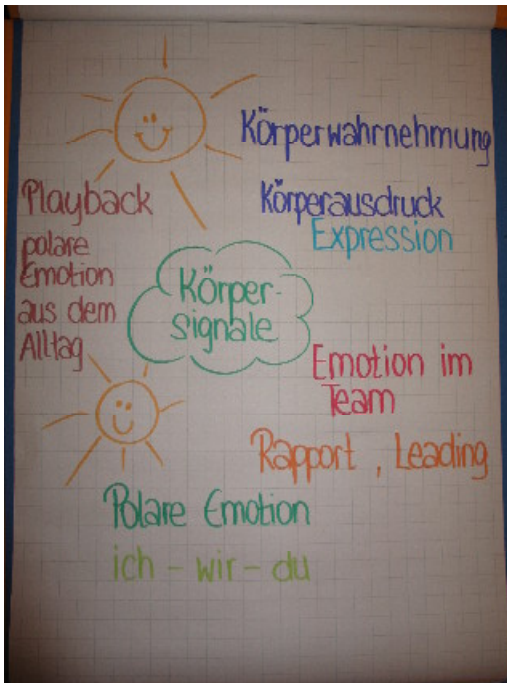 Körperwahrnehmung
Körperausdruck
Expression
Playback
polare
Emotion
aus dem
Alltag
Körper-
signale
Emotion im
Team
Rapport , Leading
Polare Emotion
ich - wir - du